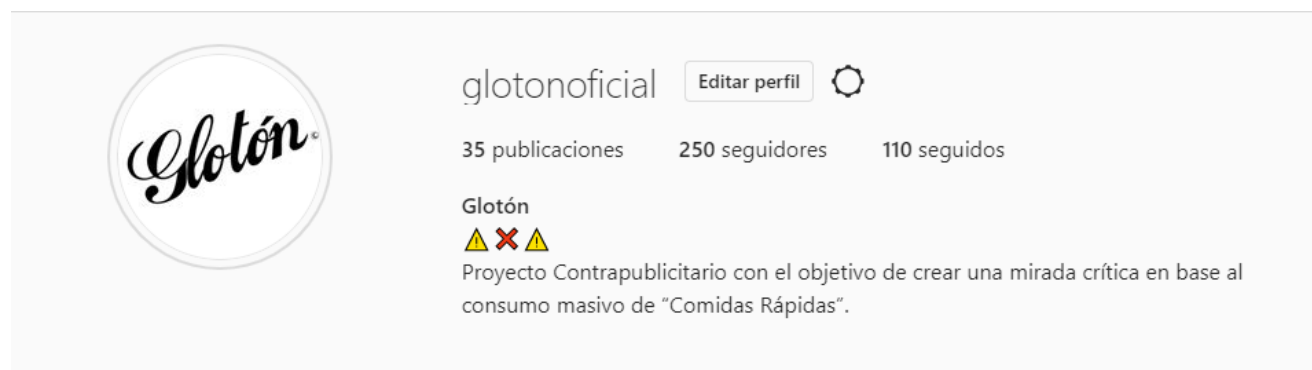 Glotón ©
glotonoficial Editar perfil
35 publicaciones 250 seguidores 110 seguidos
Glotón
⚠️❌⚠️
Proyecto Contrapublicitario con el objetivo de crear una mirada crítica en base al
consumo masivo de “Comidas Rápidas”.